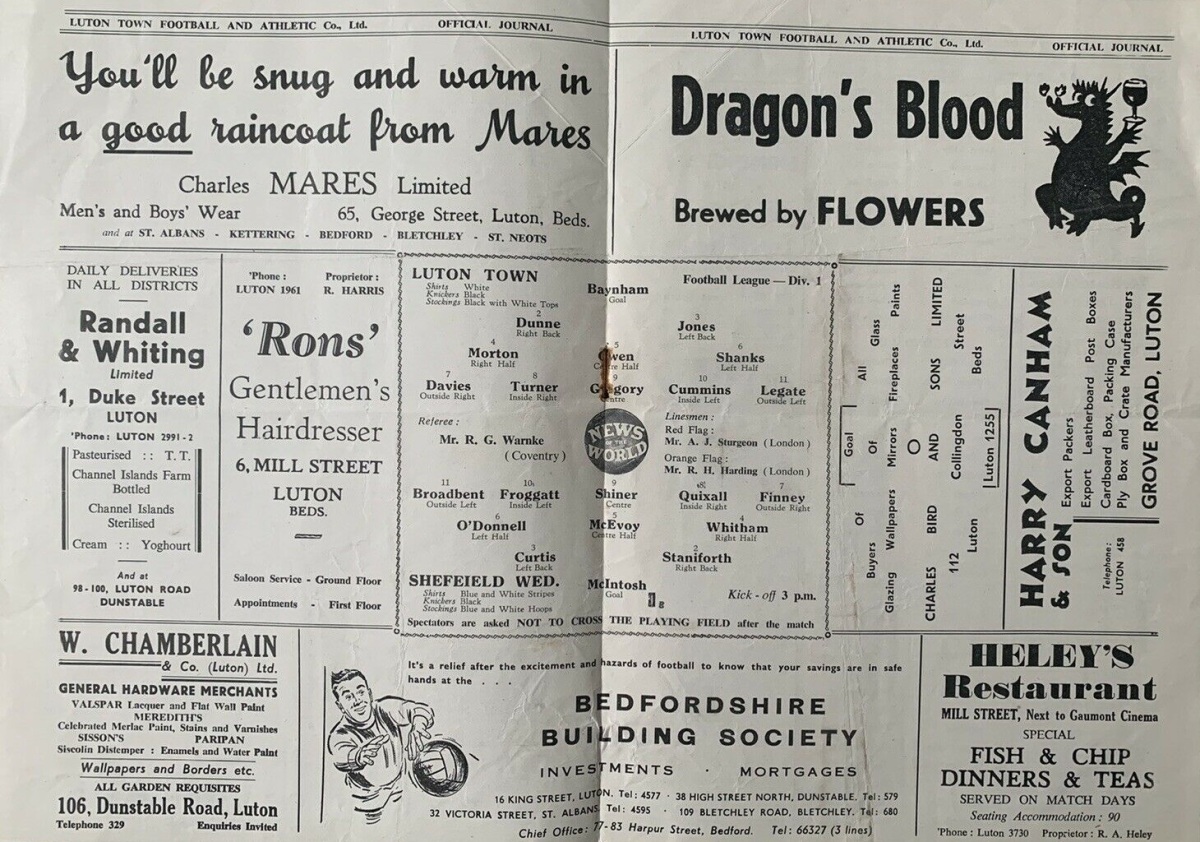 LUTON TOWN FOOTBALL AND ATHLETIC Co., Ltd. OFFICIAL JOURNAL
You'll be snug and warm in
a good raincoat from Mares
Charles MARES Limited
Men's and Boys' Wear 65, George Street, Luton, Beds.
and at ST. ALBANS - KETTERING - BEDFORD - BLETCHLEY - ST. NEOTS
LUTON TOWN FOOTBALL AND ATHLETIC Co., Ltd. OFFICIAL JOURNAL
Dragon's Blood
Brewed by FLOWERS
DAILY DELIVERIES
IN ALL DISTRICTS
Randall
& Whiting
Limited
1, Duke Street
LUTON
'Phone: LUTON 2991-2
Pasteurised :: T. T.
Channel Islands Farm
Bottled
Channel Islands
Sterilised
Cream :: Yoghourt
And at
98-100, LUTON ROAD
DUNSTABLE
'Phone : Proprietor :
LUTON 1961 R. HARRIS
'Rons'
Gentlemen's
Hairdresser
6, MILL STREET
LUTON
BEDS.
Saloon Service - Ground Floor
Appointments - First Floor
LUTON TOWN Football League — Div. 1
Shirts White
Knickers Black
Stockings Black with White Tops
Baynham
Goal
2 3
Dunne Jones
Right Back Left Back
4 5 6
Morton Owen Shanks
Right Half Centre Half Left Half
7 8 9 10 11
Davies Turner Gregory Cummins Legate
Outside Right Inside Right Centre Inside Left Outside Left
Referee :
Mr. R. G. Warnke
(Coventry)
NEWS
OF THE
WORLD
Linesmen :
Red Flag :
Mr. A. J. Sturgeon (London)
Orange Flag :
Mr. R. H. Harding (London)
11 10 9 8 7
Broadbent Froggatt Shiner Quixall Finney
Outside Left Inside Left Centre Inside Right Outside Right
6 5 4
O'Donnell McEvoy Whitham
Left Half Centre Half Right Half
3 2
Curtis Staniforth
Left Back Right Back
SHEFEIELD WED. McIntosh
Goal
Shirts Blue and White Stripes
Knickers Black
Stockings Blue and White Hoops
Kick-off 3 p.m.
Spectators are asked NOT TO CROSS THE PLAYING FIELD after the match
Buyers Of Goal All Glass
Glazing Wallpapers Mirrors Of Fireplaces Paints
O
CHARLES BIRD AND SONS LIMITED
112 Collingdon Street
Luton Luton 1255 Beds
HARRY CANHAM
& SON
Export Packers
Export Leatherboard Post Boxes
Cardboard Box, Packing Case
Ply Box and Crate Manufacturers
Telephone:
LUTON 458
GROVE ROAD, LUTON
W. CHAMBERLAIN
& Co. (Luton) Ltd.
GENERAL HARDWARE MERCHANTS
VALSPAR Lacquer and Flat Wall Paint
MEREDITH'S
Celebrated Merlac Paint, Stains and Varnishes
SISSON'S PARIPAN
Siscolin Distemper : Enamels and Water Paint
Wallpapers and Borders etc.
ALL GARDEN REQUISITES
106, Dunstable Road, Luton
Telephone 329 Enquiries Invited
It's a relief after the excitement and hazards of football to know that your savings are in safe
hands at the . . .
BEDFORDSHIRE
BUILDING SOCIETY
INVESTMENTS · MORTGAGES
16 KING STREET, LUTON. Tel: 4577 · 38 HIGH STREET NORTH, DUNSTABLE. Tel: 579
32 VICTORIA STREET, ST. ALBANS Tel: 4595 · 109 BLETCHLEY ROAD, BLETCHLEY. Tel: 680
Chief Office: 77-83 Harpur Street, Bedford. Tel: 66327 (3 lines)
HELEY'S
Restaurant
MILL STREET, Next to Gaumont Cinema
SPECIAL
FISH & CHIP
DINNERS & TEAS
SERVED ON MATCH DAYS
Seating Accommodation : 90
'Phone : Luton 3730 Proprietor : R. A. Heley